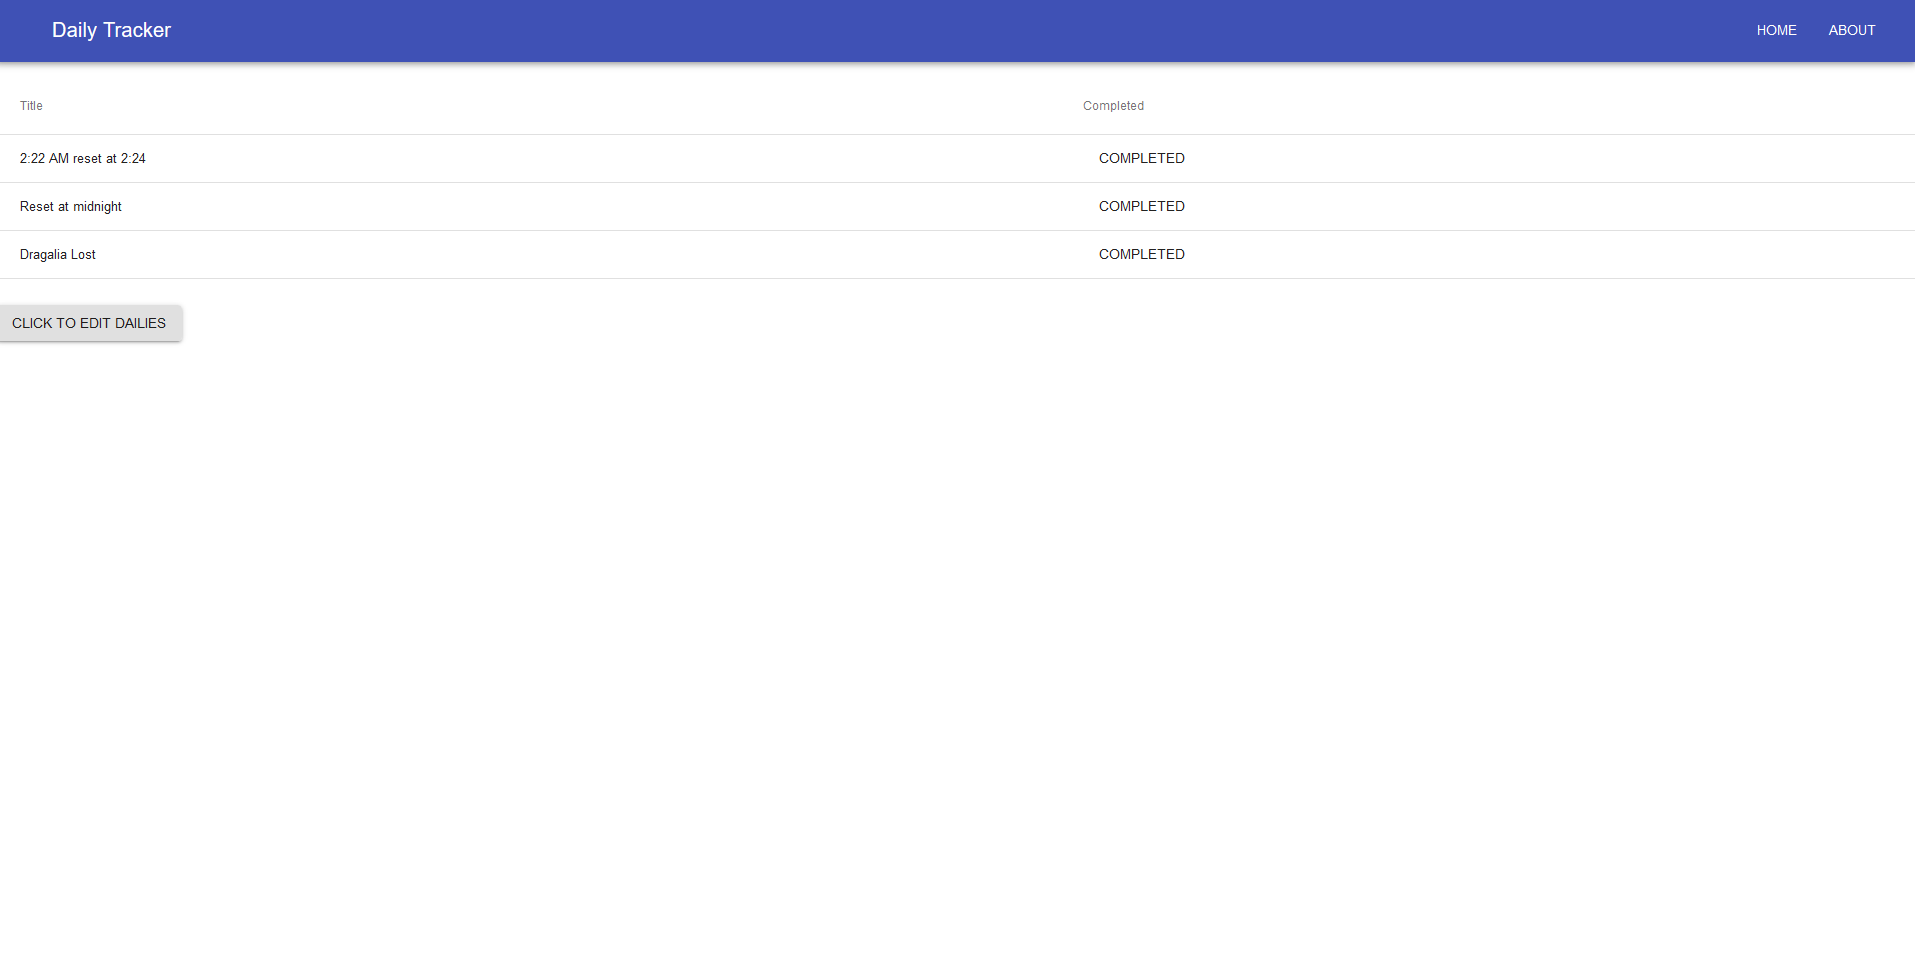 Daily Tracker HOME ABOUT
Title Completed
2:22 AM reset at 2:24 COMPLETED
Reset at midnight COMPLETED
Dragalia Lost COMPLETED
CLICK TO EDIT DAILIES